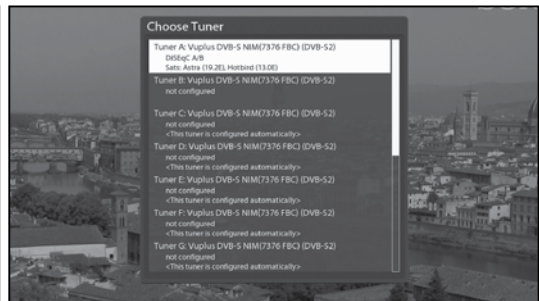 Choose Tuner
Tuner A: Vuplus DVB-S NIM(7376 FBC) (DVB-S2)
DiSEqC A/B
Sats: Astra (19.2E), Hotbird (13.0E)
Tuner B: Vuplus DVB-S NIM(7376 FBC) (DVB-S2)
not configured
Tuner C: Vuplus DVB-S NIM(7376 FBC) (DVB-S2)
not configured
<This tuner is configured automatically>
Tuner D: Vuplus DVB-S NIM(7376 FBC) (DVB-S2)
not configured
<This tuner is configured automatically>
Tuner E: Vuplus DVB-S NIM(7376 FBC) (DVB-S2)
not configured
<This tuner is configured automatically>
Tuner F: Vuplus DVB-S NIM(7376 FBC) (DVB-S2)
not configured
<This tuner is configured automatically>
Tuner G: Vuplus DVB-S NIM(7376 FBC) (DVB-S2)
not configured
<This tuner is configured automatically>